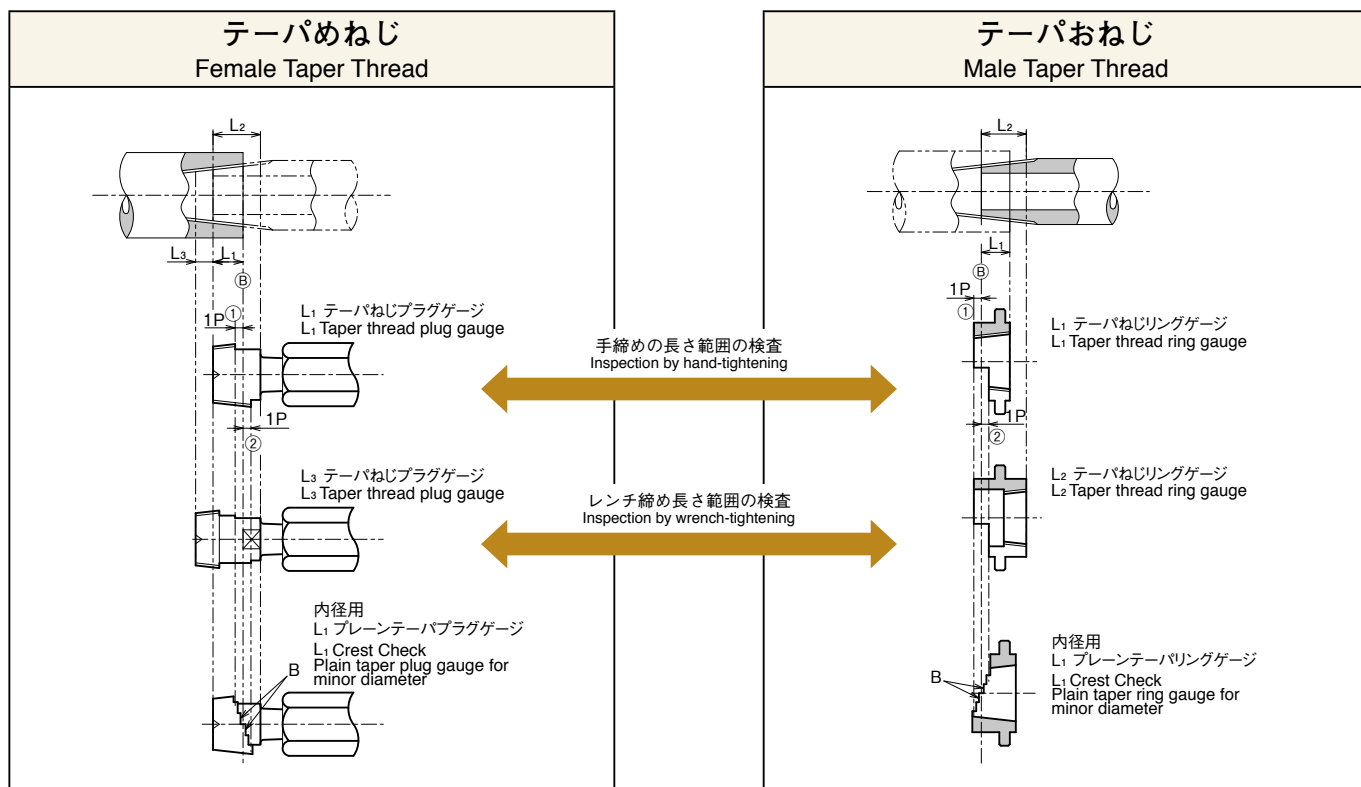 テーパめねじ
Female Taper Thread
L₂
L₃
L₁
Ⓑ
①
1P
L₁ テーパねじプラグゲージ
L₁ Taper thread plug gauge
1P
②
L₃ テーパねじプラグゲージ
L₃ Taper thread plug gauge
内径用
L₁ プレーンテーパプラグゲージ
L₁ Crest Check
Plain taper plug gauge for
minor diameter
B
手締めの長さ範囲の検査
Inspection by hand-tightening
レンチ締め長さ範囲の検査
Inspection by wrench-tightening
テーパおねじ
Male Taper Thread
L₂
L₁
Ⓑ
1P
①
L₁ テーパねじリングゲージ
L₁ Taper thread ring gauge
1P
②
L₂ テーパねじリングゲージ
L₂ Taper thread ring gauge
内径用
L₁ プレーンテーパリングゲージ
L₁ Crest Check
Plain taper ring gauge for
minor diameter
B